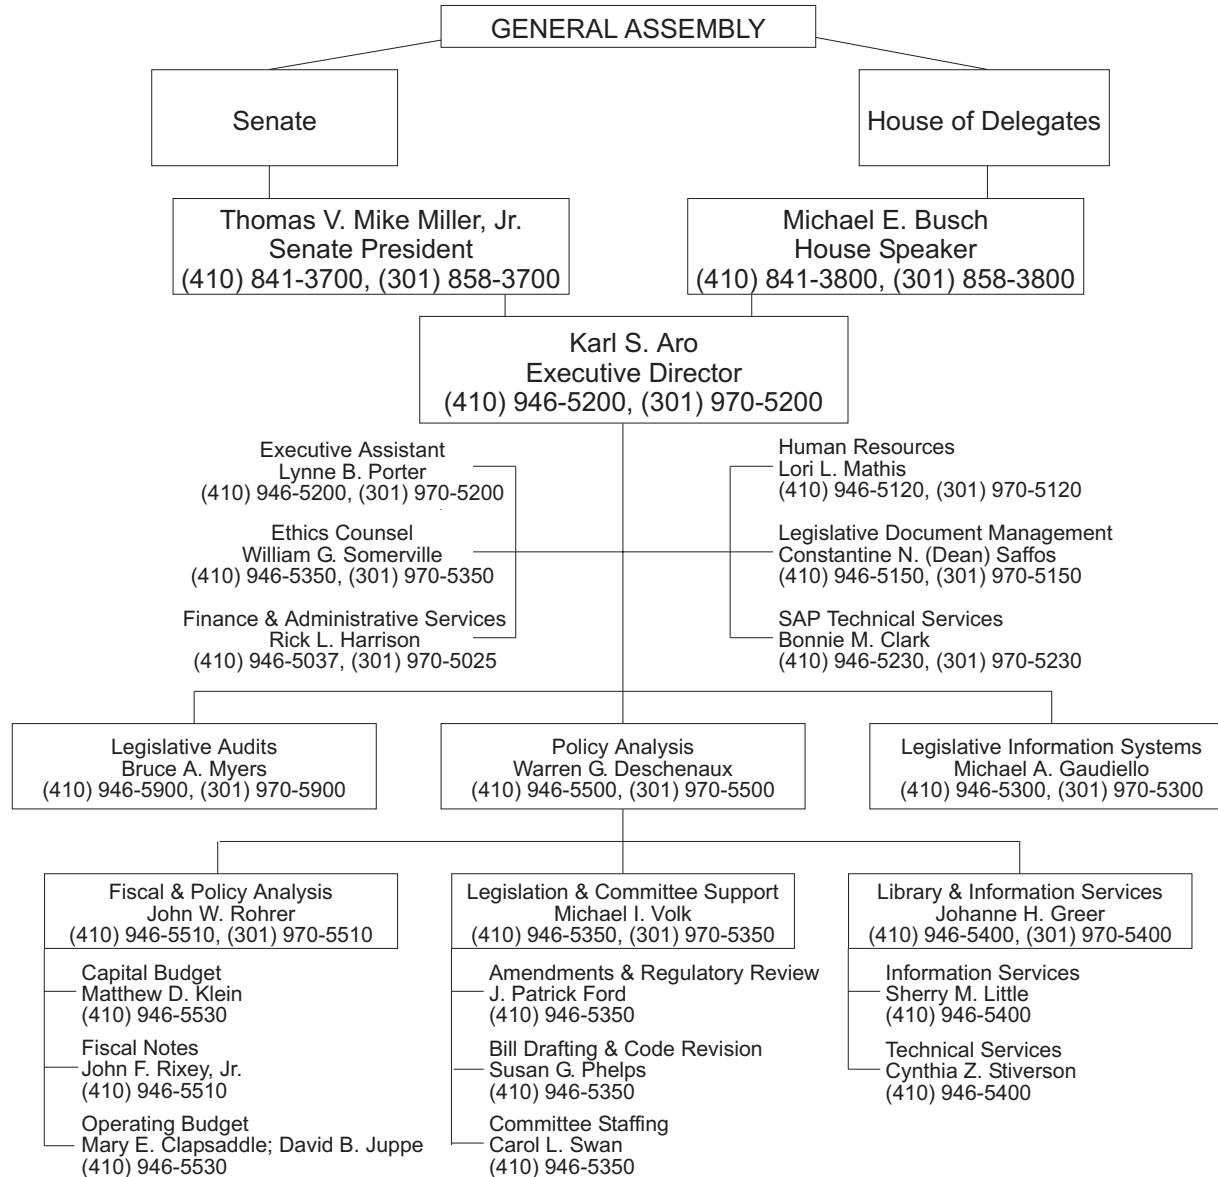 GENERAL ASSEMBLY
Senate
House of Delegates
Thomas V. Mike Miller, Jr.
Senate President
(410) 841-3700, (301) 858-3700
Michael E. Busch
House Speaker
(410) 841-3800, (301) 858-3800
Karl S. Aro
Executive Director
(410) 946-5200, (301) 970-5200
Executive Assistant
Lynne B. Porter
(410) 946-5200, (301) 970-5200
Ethics Counsel
William G. Somerville
(410) 946-5350, (301) 970-5350
Finance & Administrative Services
Rick L. Harrison
(410) 946-5037, (301) 970-5025
Human Resources
Lori L. Mathis
(410) 946-5120, (301) 970-5120
Legislative Document Management
Constantine N. (Dean) Saffos
(410) 946-5150, (301) 970-5150
SAP Technical Services
Bonnie M. Clark
(410) 946-5230, (301) 970-5230
Legislative Audits
Bruce A. Myers
(410) 946-5900, (301) 970-5900
Policy Analysis
Warren G. Deschenaux
(410) 946-5500, (301) 970-5500
Legislative Information Systems
Michael A. Gaudiello
(410) 946-5300, (301) 970-5300
Fiscal & Policy Analysis
John W. Rohrer
(410) 946-5510, (301) 970-5510
Capital Budget
Matthew D. Klein
(410) 946-5530
Fiscal Notes
John F. Rixey, Jr.
(410) 946-5510
Operating Budget
Mary E. Clapsaddle; David B. Juppe
(410) 946-5530
Legislation & Committee Support
Michael I. Volk
(410) 946-5350, (301) 970-5350
Amendments & Regulatory Review
J. Patrick Ford
(410) 946-5350
Bill Drafting & Code Revision
Susan G. Phelps
(410) 946-5350
Committee Staffing
Carol L. Swan
(410) 946-5350
Library & Information Services
Johanne H. Greer
(410) 946-5400, (301) 970-5400
Information Services
Sherry M. Little
(410) 946-5400
Technical Services
Cynthia Z. Stiverson
(410) 946-5400